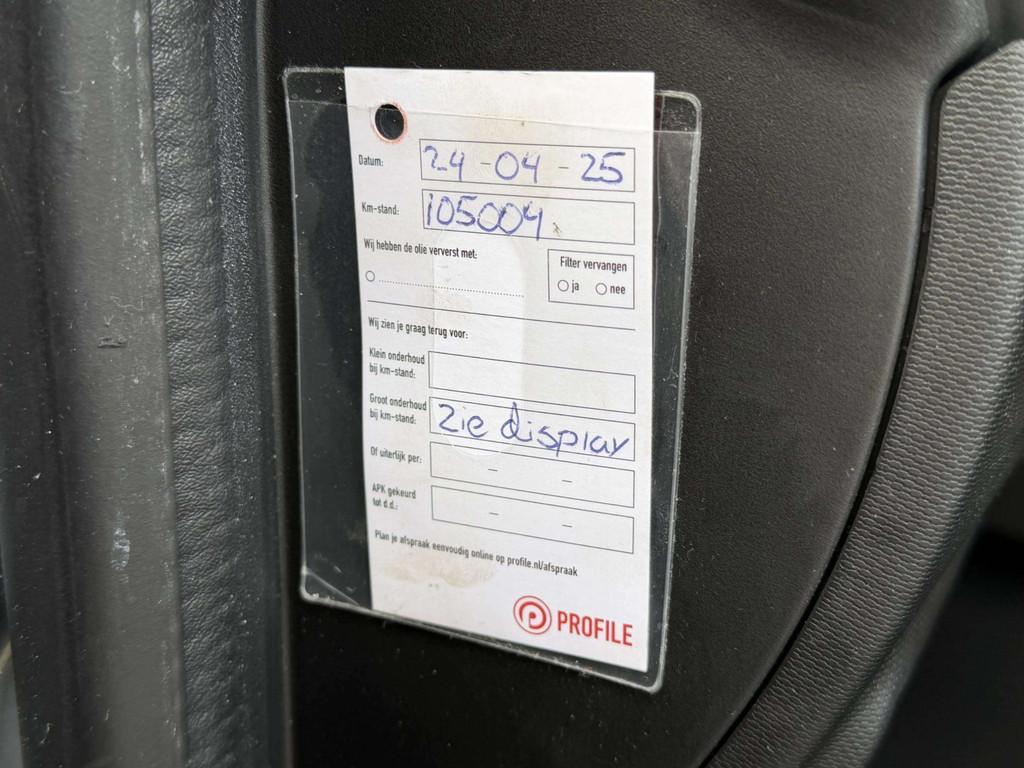 Datum: 24 - 04 - 25
Km-stand: 105004
Wij hebben de olie ververst met:
Filter vervangen
ja nee
Wij zien je graag terug voor:
Klein onderhoud
bij km-stand:
Groot onderhoud
bij km-stand: Zie display
Of uiterlijk per: - -
APK gekeurd
tot d.d.: - -
Plan je afspraak eenvoudig online op profile.nl/afspraak
PROFILE